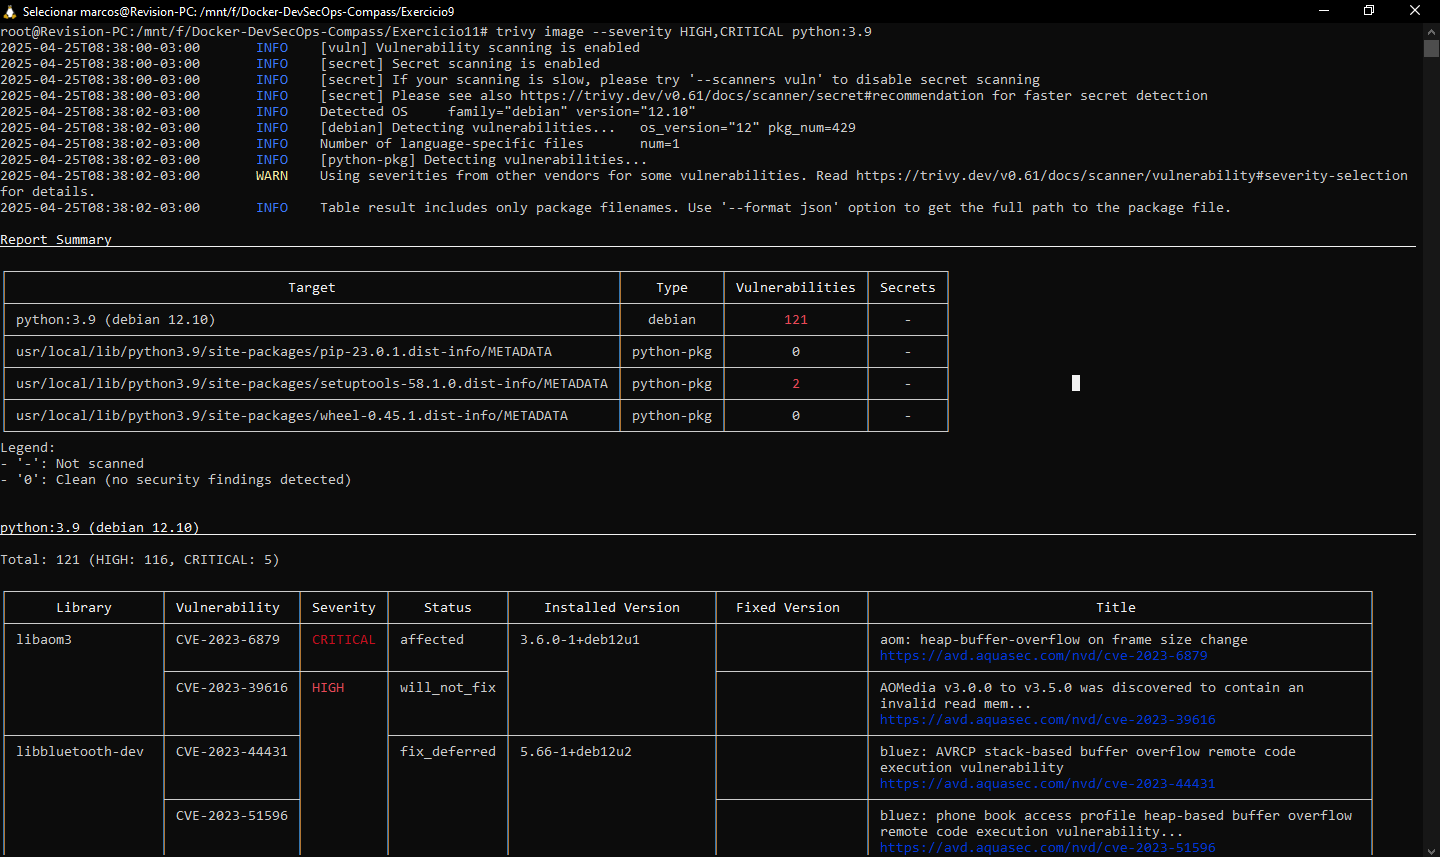 Selecionar marcos@Revision-PC: /mnt/f/Docker-DevSecOps-Compass/Exercicio9
root@Revision-PC:/mnt/f/Docker-DevSecOps-Compass/Exercicio11# trivy image --severity HIGH,CRITICAL python:3.9
2025-04-25T08:38:00-03:00 INFO [vuln] Vulnerability scanning is enabled
2025-04-25T08:38:00-03:00 INFO [secret] Secret scanning is enabled
2025-04-25T08:38:00-03:00 INFO [secret] If your scanning is slow, please try '--scanners vuln' to disable secret scanning
2025-04-25T08:38:00-03:00 INFO [secret] Please see also https://trivy.dev/v0.61/docs/scanner/secret#recommendation for faster secret detection
2025-04-25T08:38:02-03:00 INFO Detected OS family="debian" version="12.10"
2025-04-25T08:38:02-03:00 INFO [debian] Detecting vulnerabilities... os_version="12" pkg_num=429
2025-04-25T08:38:02-03:00 INFO Number of language-specific files num=1
2025-04-25T08:38:02-03:00 INFO [python-pkg] Detecting vulnerabilities...
2025-04-25T08:38:02-03:00 WARN Using severities from other vendors for some vulnerabilities. Read https://trivy.dev/v0.61/docs/scanner/vulnerability#severity-selection
for details.
2025-04-25T08:38:02-03:00 INFO Table result includes only package filenames. Use '--format json' option to get the full path to the package file.
Report Summary
Target Type Vulnerabilities Secrets
python:3.9 (debian 12.10) debian 121 -
usr/local/lib/python3.9/site-packages/pip-23.0.1.dist-info/METADATA python-pkg 0 -
usr/local/lib/python3.9/site-packages/setuptools-58.1.0.dist-info/METADATA python-pkg 2 -
usr/local/lib/python3.9/site-packages/wheel-0.45.1.dist-info/METADATA python-pkg 0 -
Legend:
- '-': Not scanned
- '0': Clean (no security findings detected)
python:3.9 (debian 12.10)
Total: 121 (HIGH: 116, CRITICAL: 5)
Library Vulnerability Severity Status Installed Version Fixed Version Title
libaom3 CVE-2023-6879 CRITICAL affected 3.6.0-1+deb12u1 aom: heap-buffer-overflow on frame size change
https://avd.aquasec.com/nvd/cve-2023-6879
CVE-2023-39616 HIGH will_not_fix AOMedia v3.0.0 to v3.5.0 was discovered to contain an
invalid read mem...
https://avd.aquasec.com/nvd/cve-2023-39616
libbluetooth-dev CVE-2023-44431 fix_deferred 5.66-1+deb12u2 bluez: AVRCP stack-based buffer overflow remote code
execution vulnerability
https://avd.aquasec.com/nvd/cve-2023-44431
CVE-2023-51596 bluez: phone book access profile heap-based buffer overflow
remote code execution vulnerability...
https://avd.aquasec.com/nvd/cve-2023-51596